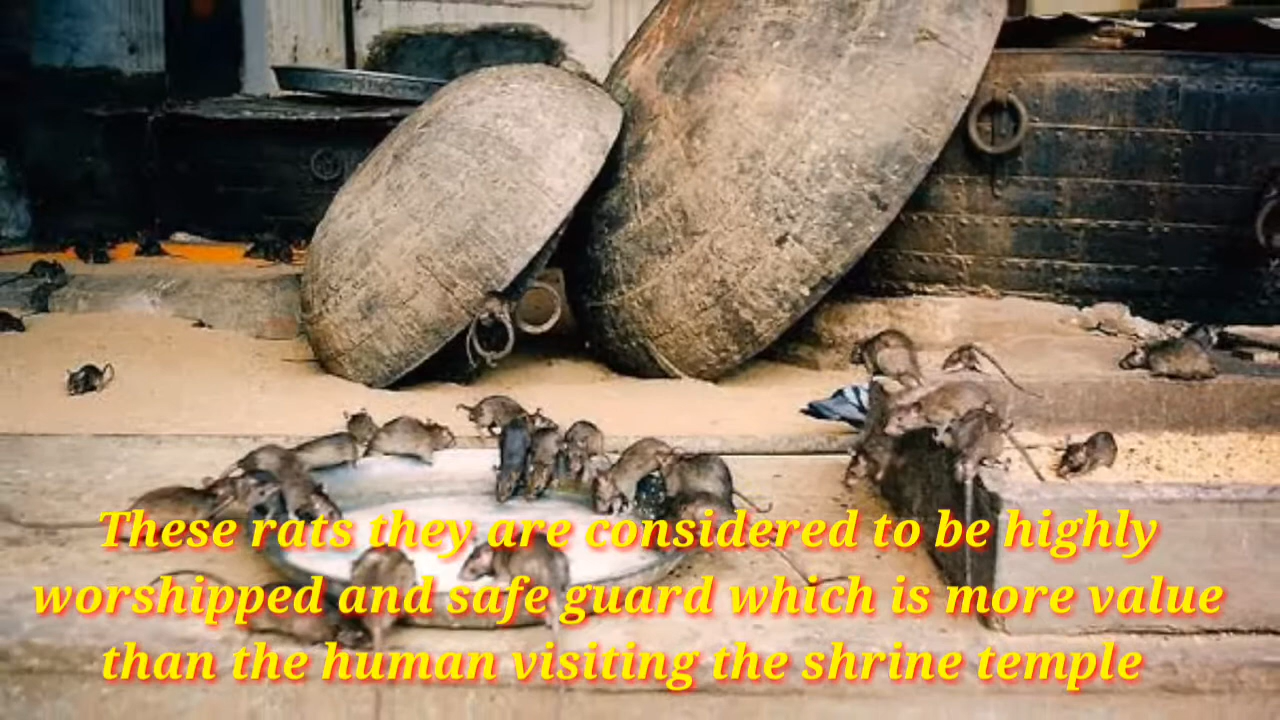 These rats they are considered to be highly
worshipped and safe guard which is more value
than the human visiting the shrine temple